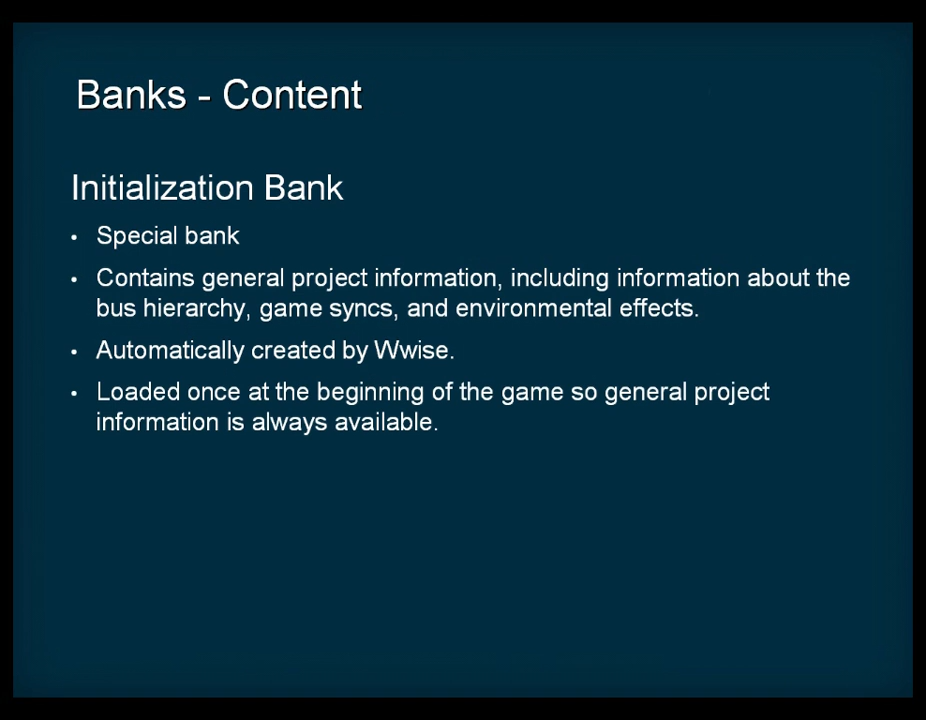 Banks - Content
Initialization Bank
• Special bank
• Contains general project information, including information about the
bus hierarchy, game syncs, and environmental effects.
• Automatically created by Wwise.
• Loaded once at the beginning of the game so general project
information is always available.